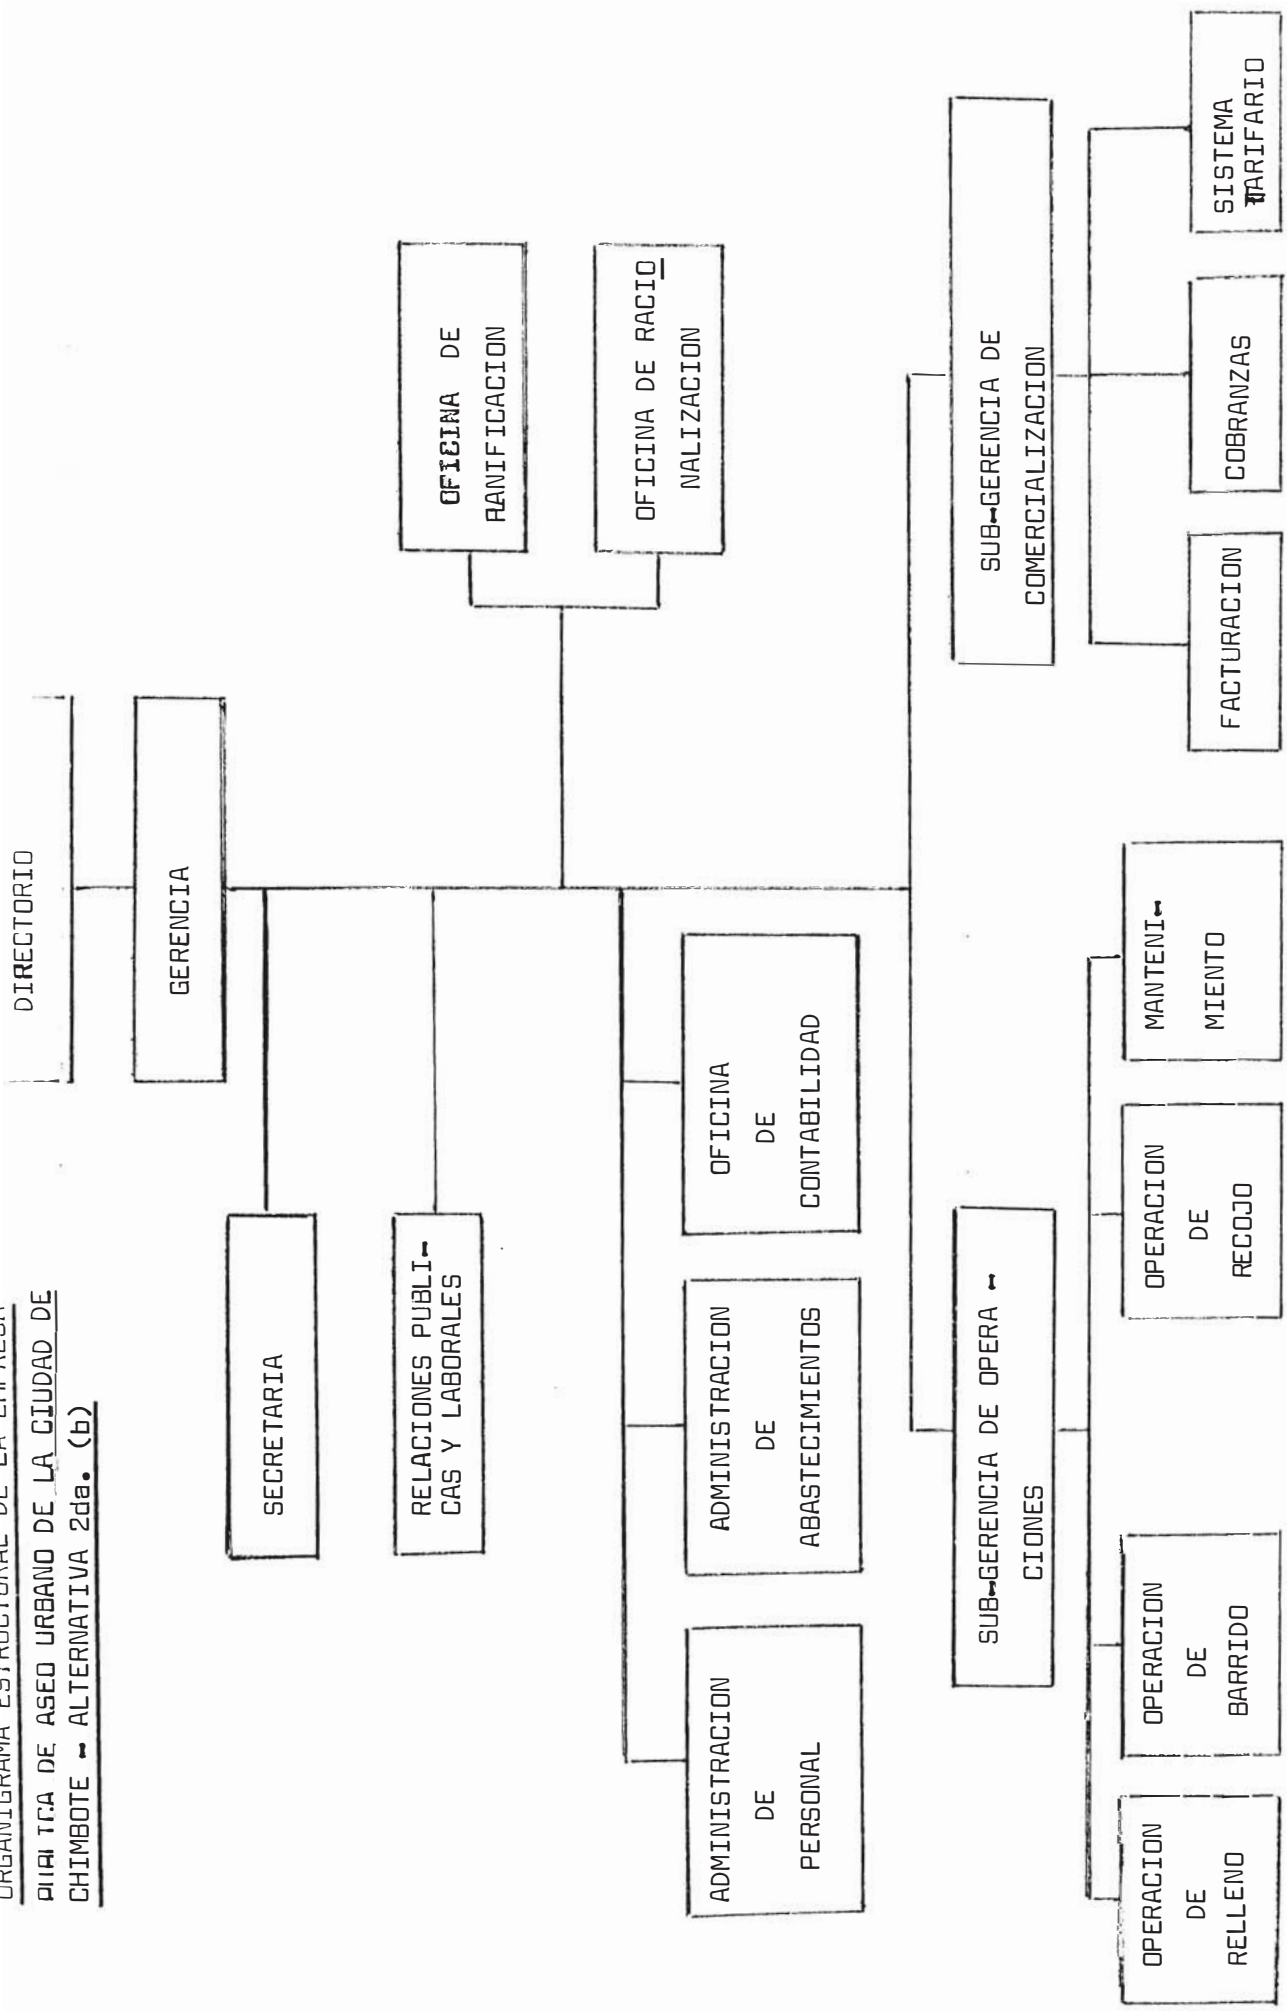 ORGANIGRAMA ESTRUCTURAL DE LA EMPRESA
DE ASEO URBANO DE LA CIUDAD DE
CHIMBOTE - ALTERNATIVA 2da. (b)
DIRECTORIO
GERENCIA
SECRETARIA
RELACIONES PUBLI-
CAS Y LABORALES
OFICINA DE
PLANIFICACION
OFICINA DE RACIO
NALIZACION
ADMINISTRACION
DE
PERSONAL
ADMINISTRACION
DE
ABASTECIMIENTOS
OFICINA
DE
CONTABILIDAD
SUB-GERENCIA DE OPERA -
CIONES
SUB-GERENCIA DE
COMERCIALIZACION
OPERACION
DE
RELLENO
OPERACION
DE
BARRIDO
OPERACION
DE
RECOJO
MANTENI-
MIENTO
FACTURACION
COBRANZAS
SISTEMA
TARIFARIO